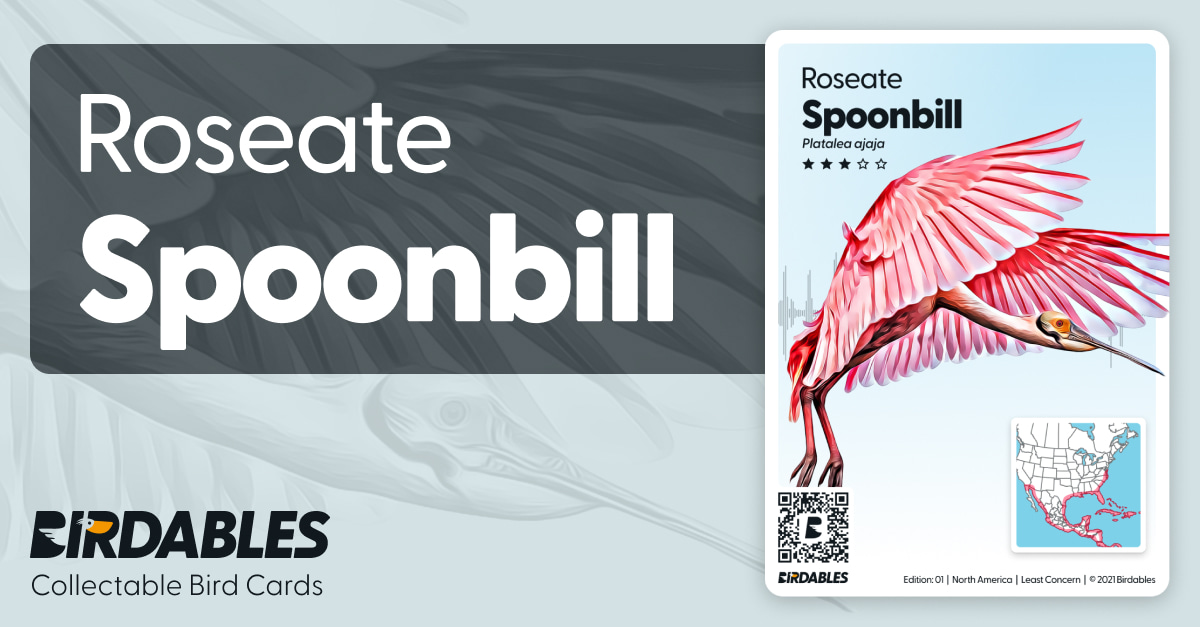 Roseate
Spoonbill
BIRDABLES
Collectable Bird Cards
Roseate
Spoonbill
Platalea ajaja
BIRDABLES
Edition: 01 | North America | Least Concern | © 2021 Birdables